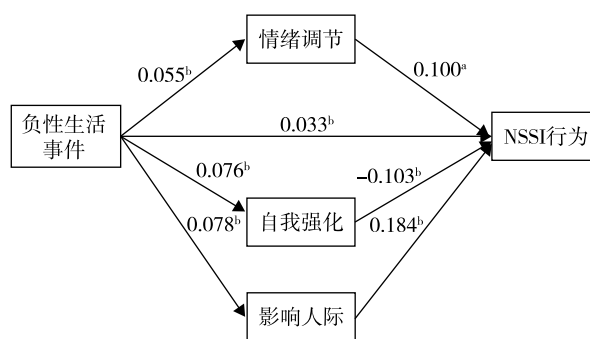 情绪调节
0.055ᵇ
0.100ᵃ
负性生活
事件
0.033ᵇ
NSSI行为
0.076ᵇ
−0.103ᵇ
自我强化
0.078ᵇ
0.184ᵇ
影响人际